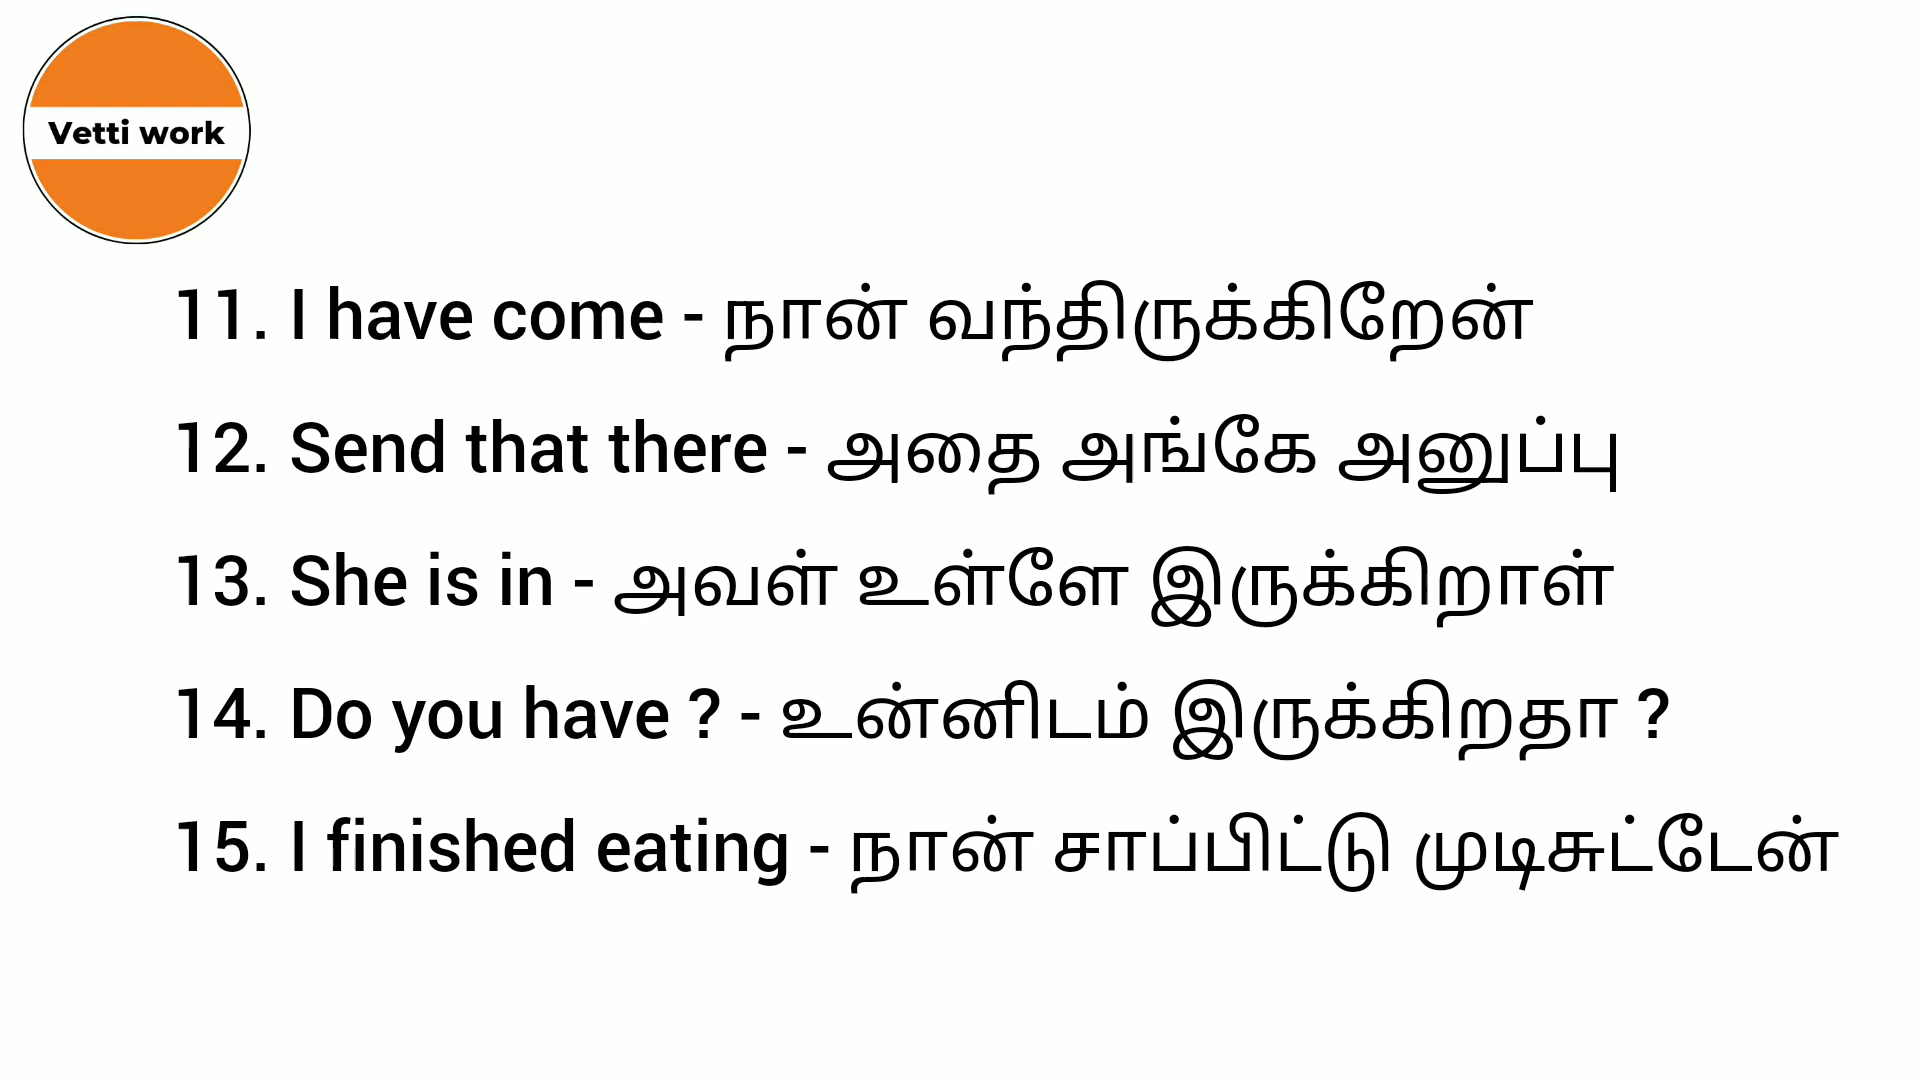 Vetti work
11. I have come - நான் வந்திருக்கிறேன்
12. Send that there - அதை அங்கே அனுப்பு
13. She is in - அவள் உள்ளே இருக்கிறாள்
14. Do you have ? - உன்னிடம் இருக்கிறதா ?
15. I finished eating - நான் சாப்பிட்டு முடிசுட்டேன்